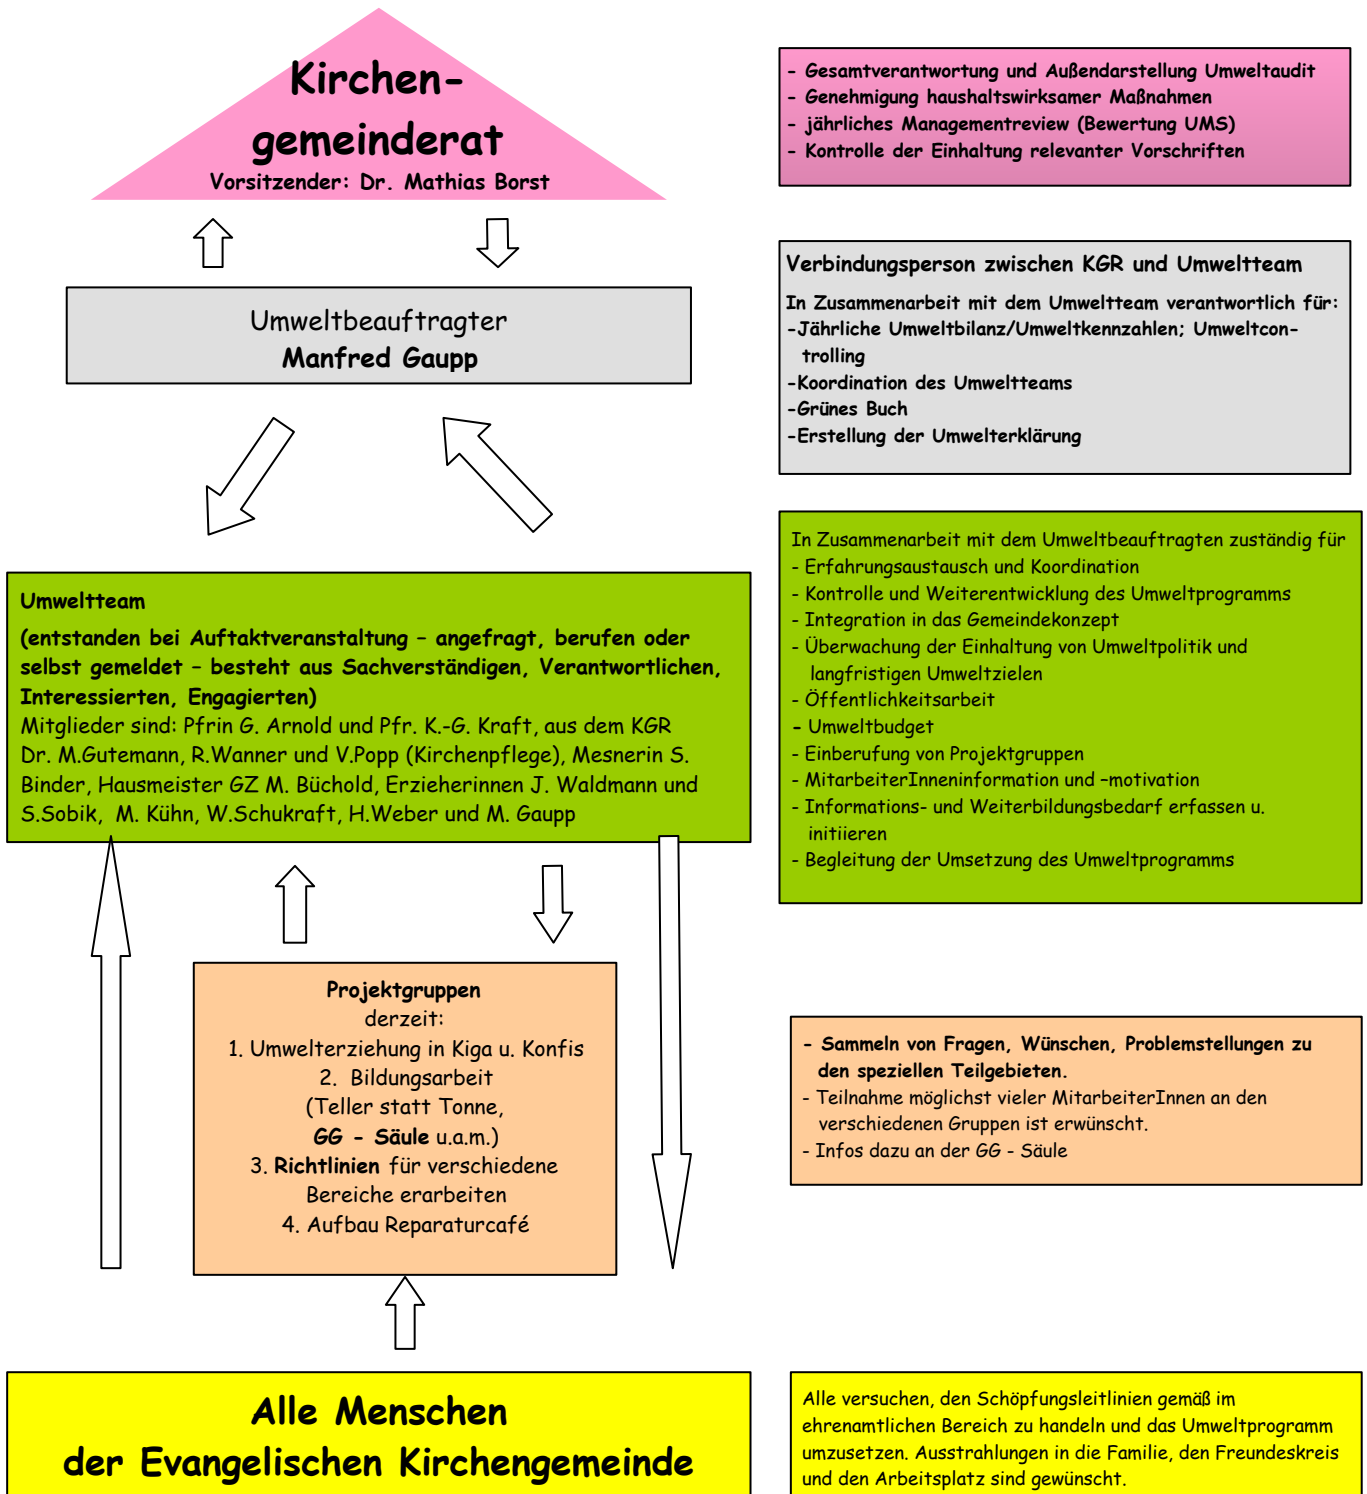 Kirchen-
gemeinderat
Vorsitzender: Dr. Mathias Borst
- Gesamtverantwortung und Außendarstellung Umweltaudit
- Genehmigung haushaltswirksamer Maßnahmen
- jährliches Managementreview (Bewertung UMS)
- Kontrolle der Einhaltung relevanter Vorschriften
Umweltbeauftragter
Manfred Gaupp
Verbindungsperson zwischen KGR und Umweltteam
In Zusammenarbeit mit dem Umweltteam verantwortlich für:
-Jährliche Umweltbilanz/Umweltkennzahlen; Umweltcon-
trolling
-Koordination des Umweltteams
-Grünes Buch
-Erstellung der Umwelterklärung
Umweltteam
(entstanden bei Auftaktveranstaltung – angefragt, berufen oder
selbst gemeldet – besteht aus Sachverständigen, Verantwortlichen,
Interessierten, Engagierten)
Mitglieder sind: Pfrin G. Arnold und Pfr. K.-G. Kraft, aus dem KGR
Dr. M.Gutemann, R.Wanner und V.Popp (Kirchenpflege), Mesnerin S.
Binder, Hausmeister GZ M. Büchold, Erzieherinnen J. Waldmann und
S.Sobik, M. Kühn, W.Schukraft, H.Weber und M. Gaupp
In Zusammenarbeit mit dem Umweltbeauftragten zuständig für
- Erfahrungsaustausch und Koordination
- Kontrolle und Weiterentwicklung des Umweltprogramms
- Integration in das Gemeindekonzept
- Überwachung der Einhaltung von Umweltpolitik und
langfristigen Umweltzielen
- Öffentlichkeitsarbeit
- Umweltbudget
- Einberufung von Projektgruppen
- MitarbeiterInneninformation und –motivation
- Informations- und Weiterbildungsbedarf erfassen u.
initiieren
- Begleitung der Umsetzung des Umweltprogramms
Projektgruppen
derzeit:
1. Umwelterziehung in Kiga u. Konfis
2. Bildungsarbeit
(Teller statt Tonne,
GG - Säule u.a.m.)
3. Richtlinien für verschiedene
Bereiche erarbeiten
4. Aufbau Reparaturcafé
- Sammeln von Fragen, Wünschen, Problemstellungen zu
den speziellen Teilgebieten.
- Teilnahme möglichst vieler MitarbeiterInnen an den
verschiedenen Gruppen ist erwünscht.
- Infos dazu an der GG - Säule
Alle Menschen
der Evangelischen Kirchengemeinde
Alle versuchen, den Schöpfungsleitlinien gemäß im
ehrenamtlichen Bereich zu handeln und das Umweltprogramm
umzusetzen. Ausstrahlungen in die Familie, den Freundeskreis
und den Arbeitsplatz sind gewünscht.